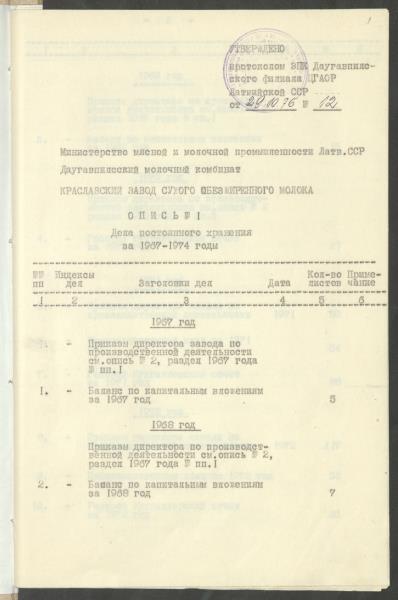 1
УТВЕРЖДЕНО
протоколом ЭПК Даугавпилс-
ского филиала ЦГАОР
Латвийской ССР
от 29.10.76 № 12
Министерство мясной и молочной промышленности Латв.ССР
Даугавпилсский молочный комбинат
КРАСЛАВСКИЙ ЗАВОД СУХОГО ОБЕЗЖИРЕННОГО МОЛОКА
О П И С Ь № 1
Дела постоянного хранения
за 1967-1974 годы
№№ Индексы Кол-во Приме-
пп дел Заголовки дел Дата листов чание
1 2 3 4 5 6
1967 год
- Приказы директора завода по
производственной деятельности
см.опись № 2, раздел 1967 года
№ пп.I
1. - Баланс по капитальным вложениям
за 1967 год 5
1968 год
Приказы директора по производст-
венной деятельности см.опись № 2,
раздел 1967 года № пп.I
2. - Баланс по капитальным вложениям
за 1968 год 7